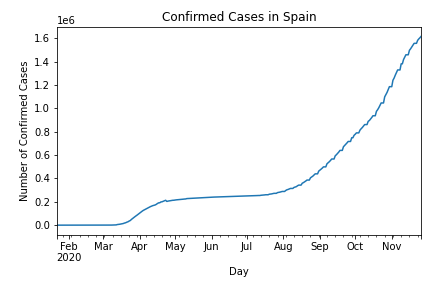 Confirmed Cases in Spain
1e6
1.6
1.4
1.2
1.0
0.8
0.6
0.4
0.2
0.0
Number of Confirmed Cases
Feb Mar Apr May Jun Jul Aug Sep Oct Nov
2020
Day